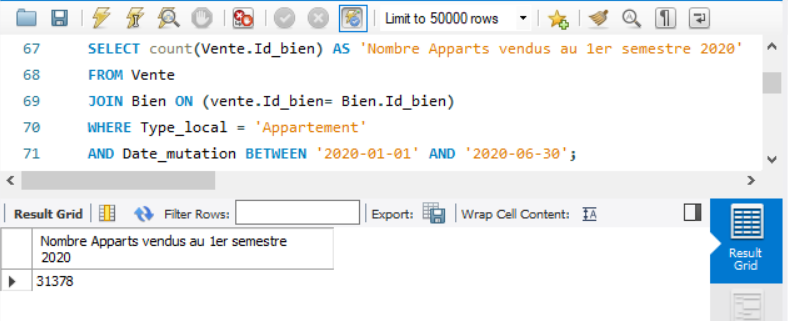 Limit to 50000 rows
67 SELECT count(Vente.Id_bien) AS 'Nombre Apparts vendus au 1er semestre 2020'
68 FROM Vente
69 JOIN Bien ON (vente.Id_bien= Bien.Id_bien)
70 WHERE Type_local = 'Appartement'
71 AND Date_mutation BETWEEN '2020-01-01' AND '2020-06-30';
Result Grid Filter Rows: Export: Wrap Cell Content: IA
Nombre Apparts vendus au 1er semestre
2020
31378
Result
Grid